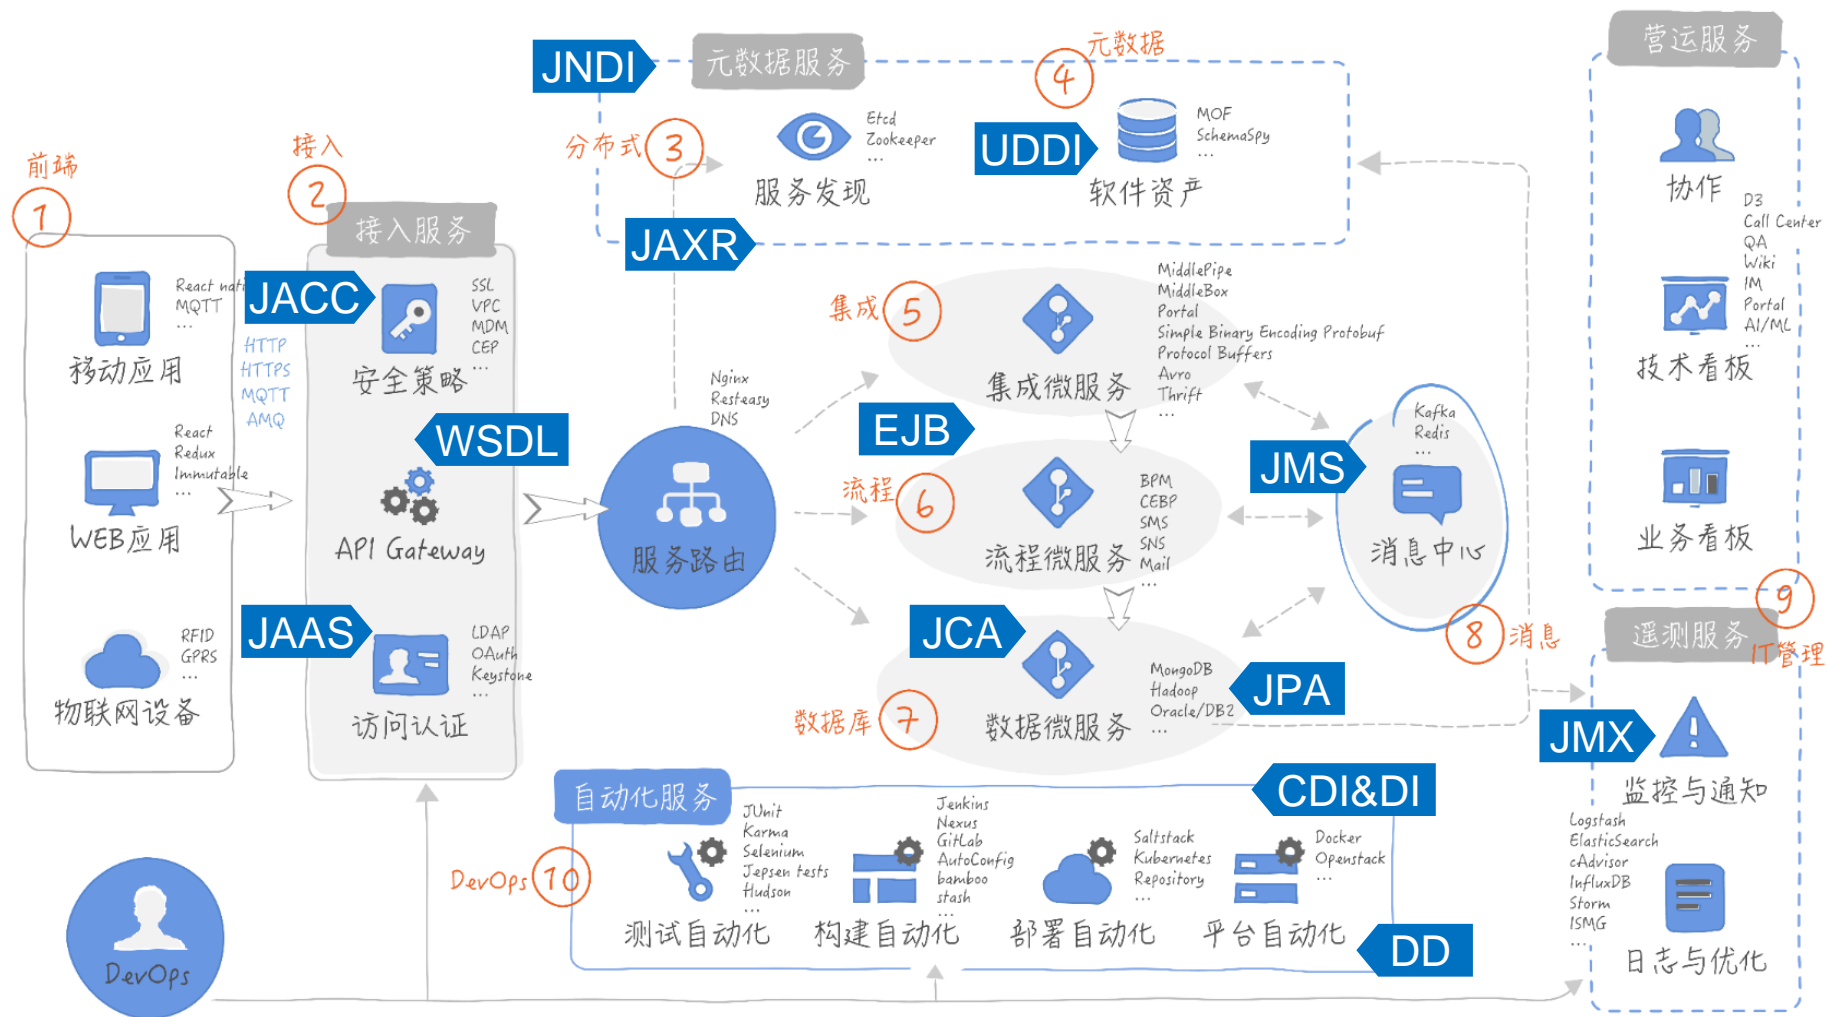 前端
1
React nati
MQTT
...
移动应用
React
Redux
Immutable
...
WEB应用
RFID
GPRS
...
物联网设备
HTTP
HTTPS
MQTT
AMQ
接入
2
接入服务
JACC
SSL
VPC
MDM
CEP
...
安全策略
WSDL
API Gateway
JAAS
LDAP
OAuth
Keystone
...
访问认证
JNDI
元数据服务
分布式
3
Etcd
Zookeeper
...
服务发现
4
元数据
UDDI
MOF
SchemaSpy
...
软件资产
JAXR
Nginx
Resteasy
DNS
服务路由
集成
5
MiddlePipe
MiddleBox
Portal
Simple Binary Encoding Protobuf
Protocol Buffers
Avro
Thrift
...
集成微服务
EJB
流程
6
BPM
CEBP
SMS
SNS
Mail
...
流程微服务
JCA
数据库
7
MongoDB
Hadoop
Oracle/DB2
...
数据微服务
JPA
JMS
Kafka
Redis
...
消息中心
8
消息
营运服务
协作
D3
Call Center
QA
Wiki
IM
Portal
AI/ML
...
技术看板
业务看板
9
IT管理
遥测服务
JMX
监控与通知
Logstash
ElasticSearch
cAdvisor
InfluxDB
Storm
ISMG
...
日志与优化
自动化服务
CDI&DI
DevOps
10
JUnit
Karma
Selenium
Jepsen tests
Hudson
...
测试自动化
Jenkins
Nexus
GitLab
AutoConfig
bamboo
stash
...
构建自动化
Saltstack
Kubernetes
Repository
...
部署自动化
Docker
Openstack
...
平台自动化
DD
DevOps